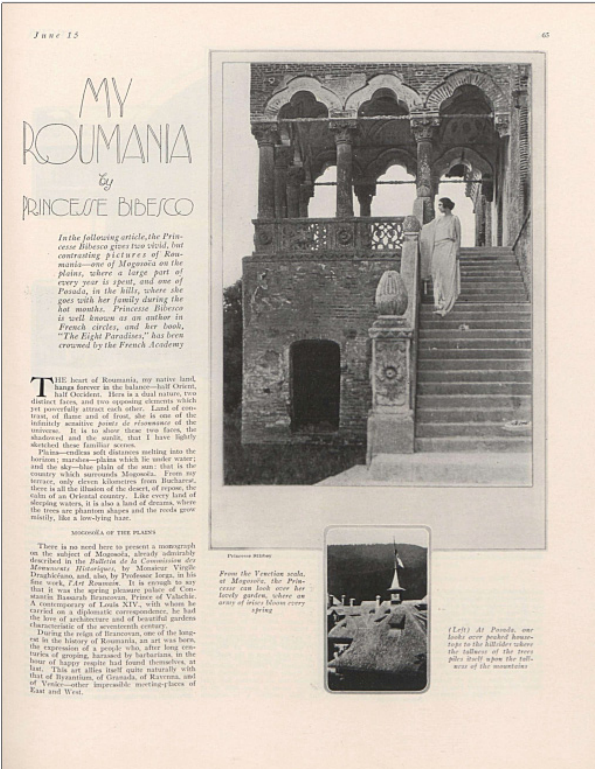 June 15
65
MY
ROUMANIA
by
PRINCESSE BIBESCO
In the following article, the Prin-
cesse Bibesco gives two vivid, but
contrasting pictures of Rou-
mania—one of Mogosoëa on the
plains, where a large part of
every year is spent, and one of
Posada, in the hills, where she
goes with her family during the
hot months. Princesse Bibesco
is well known as an author in
French circles, and her book,
"The Eight Paradises," has been
crowned by the French Academy
THE heart of Roumania, my native land,
hangs forever in the balance—half Orient,
half Occident. Here is a dual nature, two
distinct faces, and two opposing elements which
yet powerfully attract each other. Land of con-
trast, of flame and of frost, she is one of the
infinitely sensitive points de résonance of the
universe. It is to show these two faces, the
shadowed and the sunlit, that I have lightly
sketched these familiar scenes.
Plains—endless soft distances melting into the
horizon; marshes—plains which lie under water;
and the sky—blue plain of the sun: that is the
country which surrounds Mogosoëa. From my
terrace, only eleven kilometres from Bucharest,
there is all the illusion of the desert, of repose, the
calm of an Oriental country. Like every land of
sleeping waters, it is also a land of dreams, where
the trees are phantom shapes and the reeds grow
mistily, like a low-lying haze.
MOGOSOËA OF THE PLAINS
There is no need here to present a monograph
on the subject of Mogosoëa, already admirably
described in the Bulletin de la Commission des
Monuments Historiques, by Monsieur Virgile
Draghicéano, and, also, by Professor Iorga, in his
fine work, l'Art Roumain. It is enough to say
that it was the spring pleasure palace of Con-
stantin Bassarab Brancovan, Prince of Valachie.
A contemporary of Louis XIV., with whom he
carried on a diplomatic correspondence, he had
the love of architecture and of beautiful gardens
characteristic of the seventeenth century.
During the reign of Brancovan, one of the long-
est in the history of Roumania, an art was born,
the expression of a people who, after long cen-
turies of groping, harassed by barbarians, in the
hour of happy respite had found themselves, at
last. This art allies itself quite naturally with
that of Byzantium, of Granada, of Ravenna, and
of Venice—other impressible meeting-places of
East and West.
Princesse Bibesco
From the Venetian scala,
at Mogosoëa, the Prin-
cesse can look over her
lovely garden, where an
army of irises bloom every
spring
(Left) At Posada, one
looks over peaked house-
tops to the hillsides where
the tallness of the trees
piles itself upon the tall-
ness of the mountains